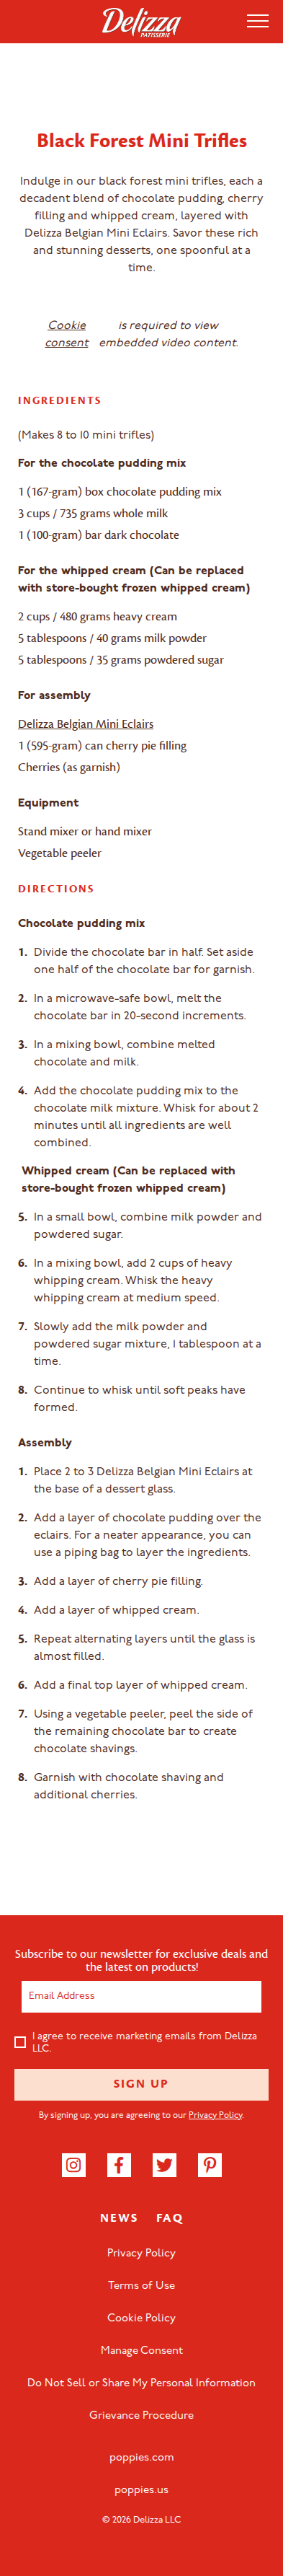 Delizza
PATISSERIE
Black Forest Mini Trifles
Indulge in our black forest mini trifles, each a
decadent blend of chocolate pudding, cherry
filling and whipped cream, layered with
Delizza Belgian Mini Eclairs. Savor these rich
and stunning desserts, one spoonful at a
time.
Cookie consent is required to view
embedded video content.
INGREDIENTS
(Makes 8 to 10 mini trifles)
For the chocolate pudding mix
1 (167-gram) box chocolate pudding mix
3 cups / 735 grams whole milk
1 (100-gram) bar dark chocolate
For the whipped cream (Can be replaced
with store-bought frozen whipped cream)
2 cups / 480 grams heavy cream
5 tablespoons / 40 grams milk powder
5 tablespoons / 35 grams powdered sugar
For assembly
Delizza Belgian Mini Eclairs
1 (595-gram) can cherry pie filling
Cherries (as garnish)
Equipment
Stand mixer or hand mixer
Vegetable peeler
DIRECTIONS
Chocolate pudding mix
1. Divide the chocolate bar in half. Set aside
one half of the chocolate bar for garnish.
2. In a microwave-safe bowl, melt the
chocolate bar in 20-second increments.
3. In a mixing bowl, combine melted
chocolate and milk.
4. Add the chocolate pudding mix to the
chocolate milk mixture. Whisk for about 2
minutes until all ingredients are well
combined.
Whipped cream (Can be replaced with
store-bought frozen whipped cream)
5. In a small bowl, combine milk powder and
powdered sugar.
6. In a mixing bowl, add 2 cups of heavy
whipping cream. Whisk the heavy
whipping cream at medium speed.
7. Slowly add the milk powder and
powdered sugar mixture, 1 tablespoon at a
time.
8. Continue to whisk until soft peaks have
formed.
Assembly
1. Place 2 to 3 Delizza Belgian Mini Eclairs at
the base of a dessert glass.
2. Add a layer of chocolate pudding over the
eclairs. For a neater appearance, you can
use a piping bag to layer the ingredients.
3. Add a layer of cherry pie filling.
4. Add a layer of whipped cream.
5. Repeat alternating layers until the glass is
almost filled.
6. Add a final top layer of whipped cream.
7. Using a vegetable peeler, peel the side of
the remaining chocolate bar to create
chocolate shavings.
8. Garnish with chocolate shaving and
additional cherries.
Subscribe to our newsletter for exclusive deals and
the latest on products!
Email Address
I agree to receive marketing emails from Delizza
LLC.
SIGN UP
By signing up, you are agreeing to our Privacy Policy.
NEWS FAQ
Privacy Policy
Terms of Use
Cookie Policy
Manage Consent
Do Not Sell or Share My Personal Information
Grievance Procedure
poppies.com
poppies.us
© 2026 Delizza LLC